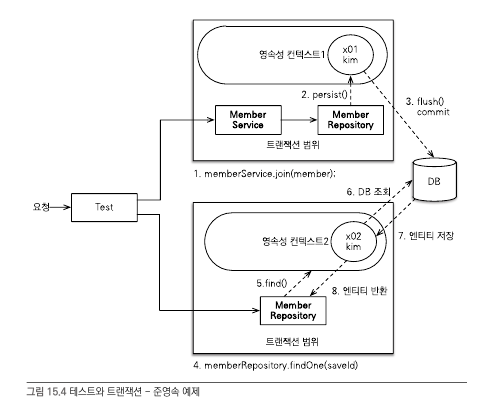 영속성 컨텍스트1
x01
kim
2. persist()
3. flush()
commit
Member
Service
Member
Repository
트랜잭션 범위
1. memberService.join(member);
DB
6. DB 조회
요청
Test
영속성 컨텍스트2
x02
kim
7. 엔티티 저장
5.find()
8. 엔티티 반환
Member
Repository
트랜잭션 범위
4. memberRepository.findOne(saveId)
그림 15.4 테스트와 트랜잭션 - 준영속 예제